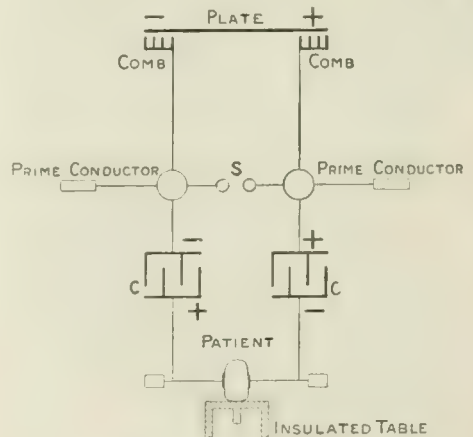 − PLATE +
COMB COMB
PRIME CONDUCTOR S PRIME CONDUCTOR
− +
C C
+ −
PATIENT
INSULATED TABLE